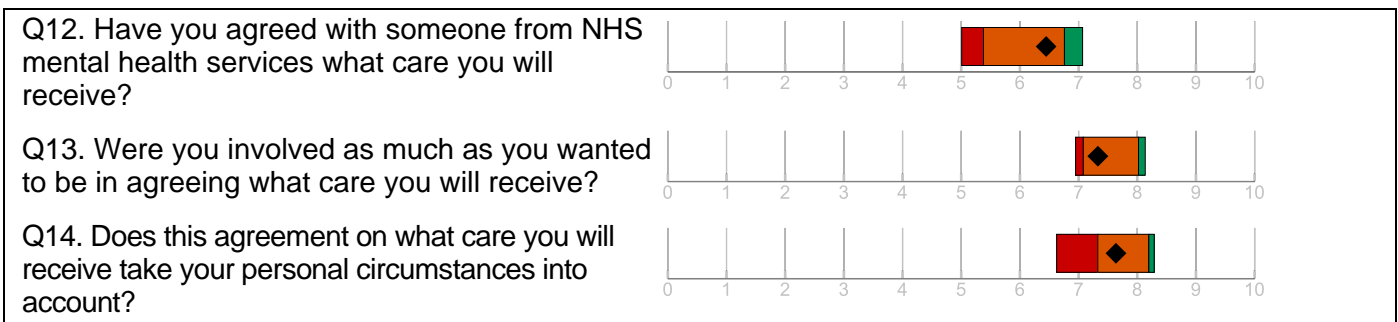 Q12. Have you agreed with someone from NHS
mental health services what care you will
receive?
0 1 2 3 4 5 6 7 8 9 10
Q13. Were you involved as much as you wanted
to be in agreeing what care you will receive?
0 1 2 3 4 5 6 7 8 9 10
Q14. Does this agreement on what care you will
receive take your personal circumstances into
account?
0 1 2 3 4 5 6 7 8 9 10